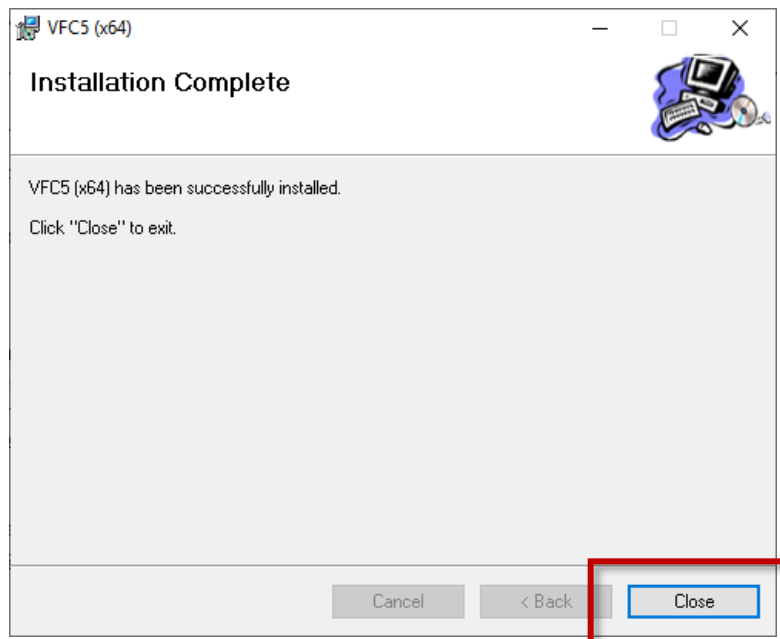 VFC5 (x64)
Installation Complete
VFC5 (x64) has been successfully installed.
Click "Close" to exit.
Cancel
< Back
Close